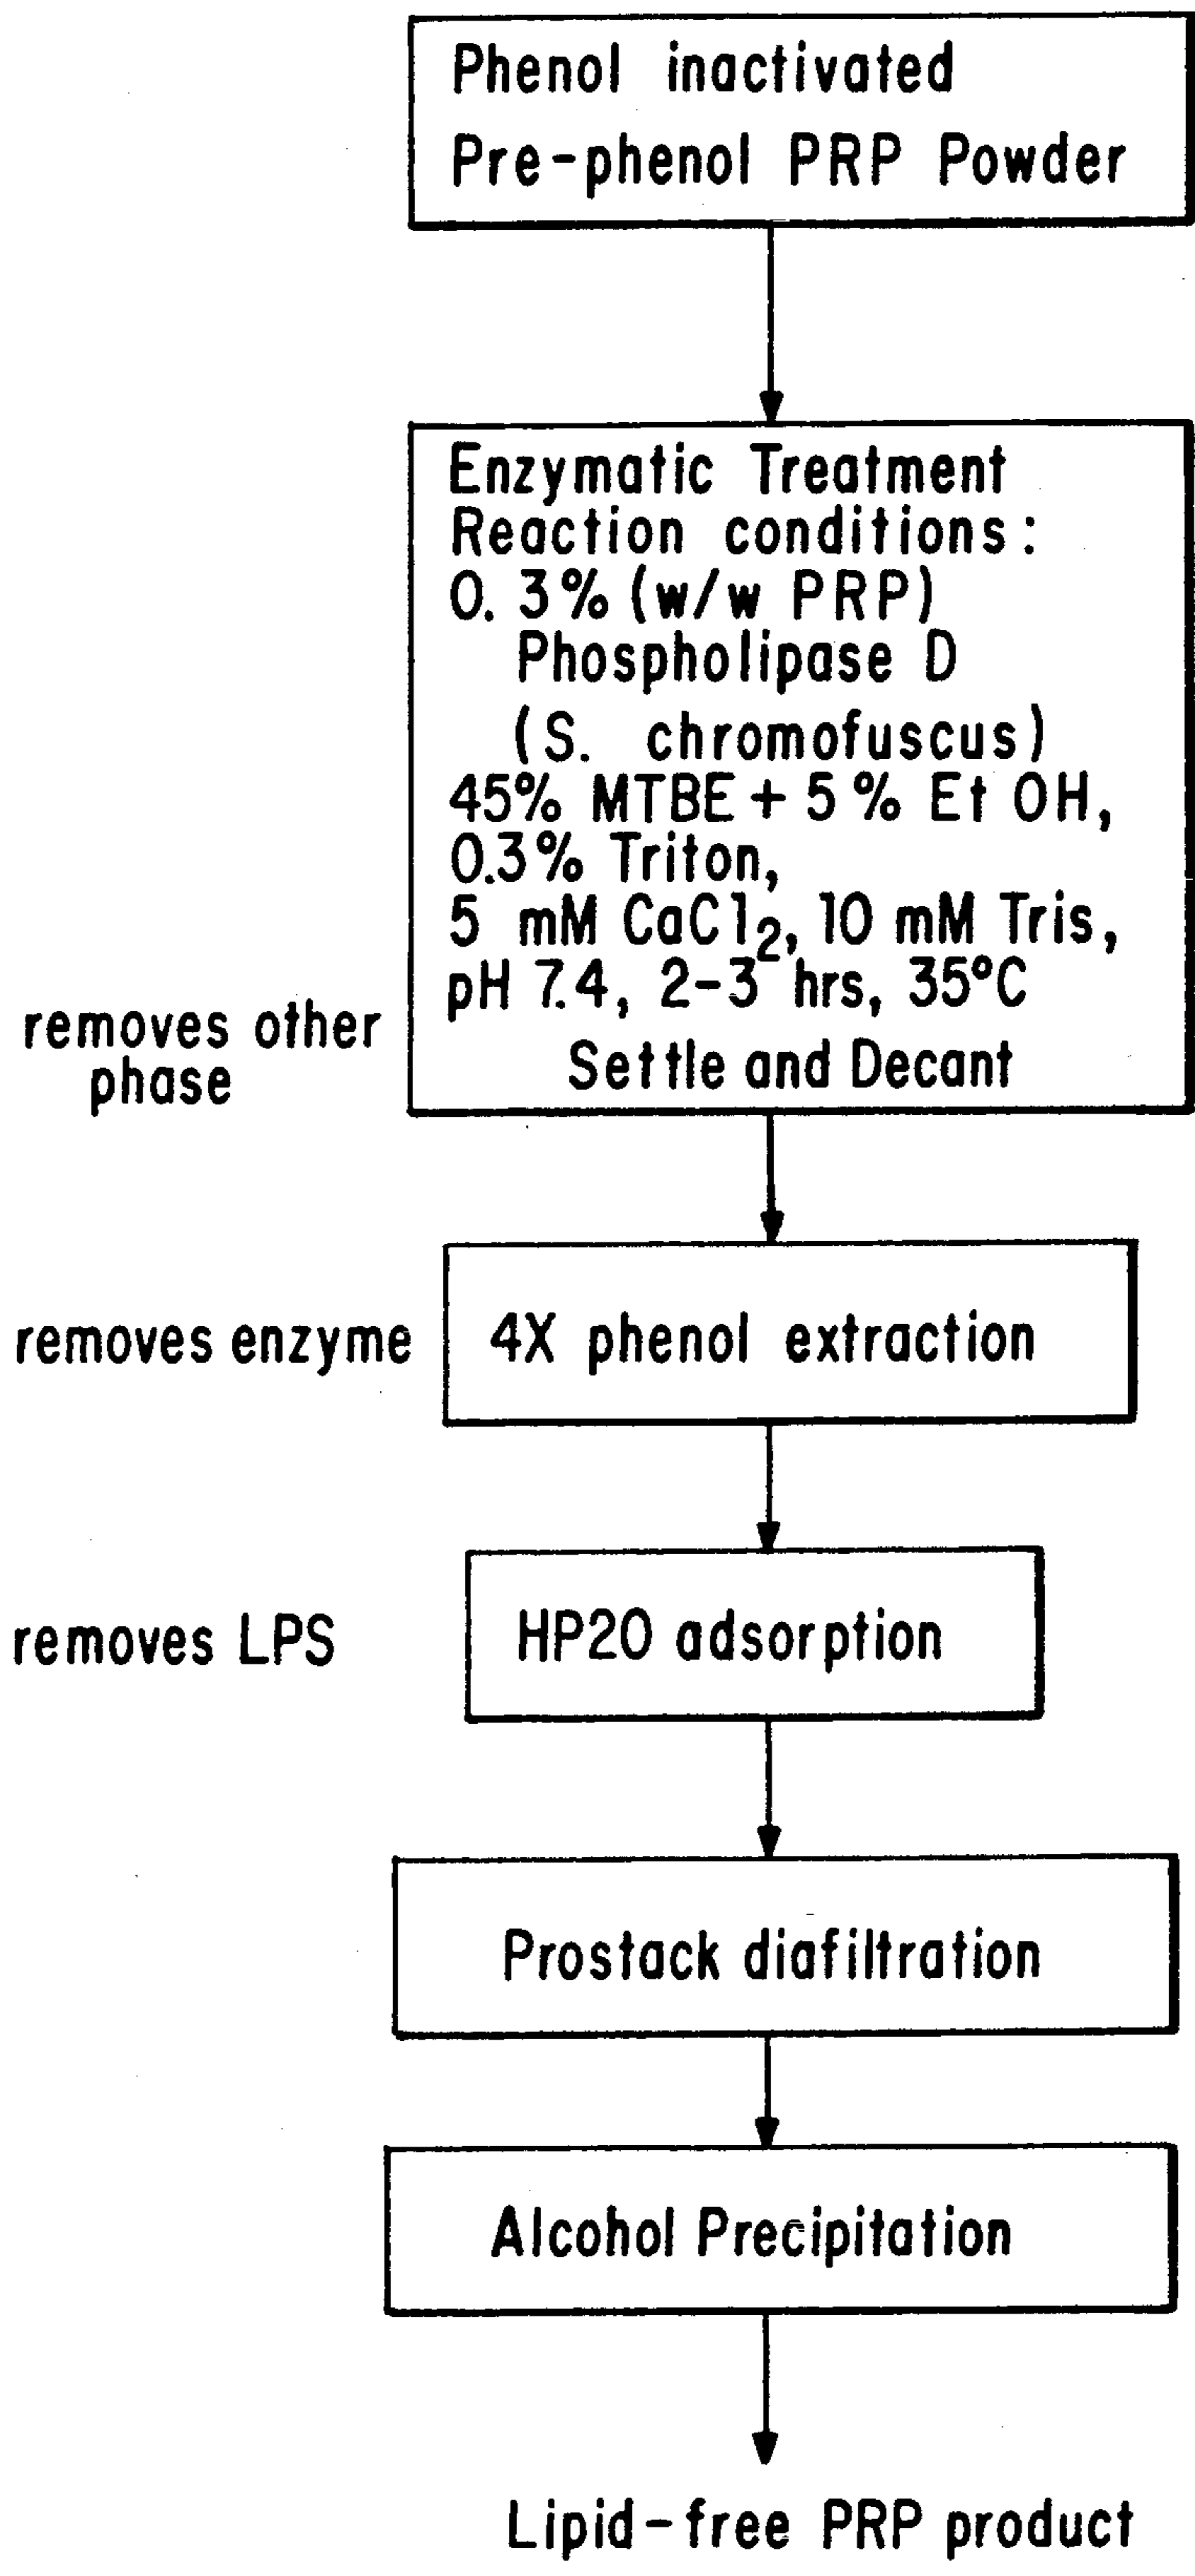 Phenol inactivated
Pre-phenol PRP Powder
Enzymatic Treatment
Reaction conditions:
0.3% (w/w PRP)
Phospholipase D
(S. chromofuscus)
45% MTBE + 5% Et OH,
0.3% Triton,
5 mM CaCl₂, 10 mM Tris,
pH 7.4, 2-3 hrs, 35°C
Settle and Decant
removes other
phase
removes enzyme
4X phenol extraction
removes LPS
HP20 adsorption
Prostack diafiltration
Alcohol Precipitation
Lipid-free PRP product